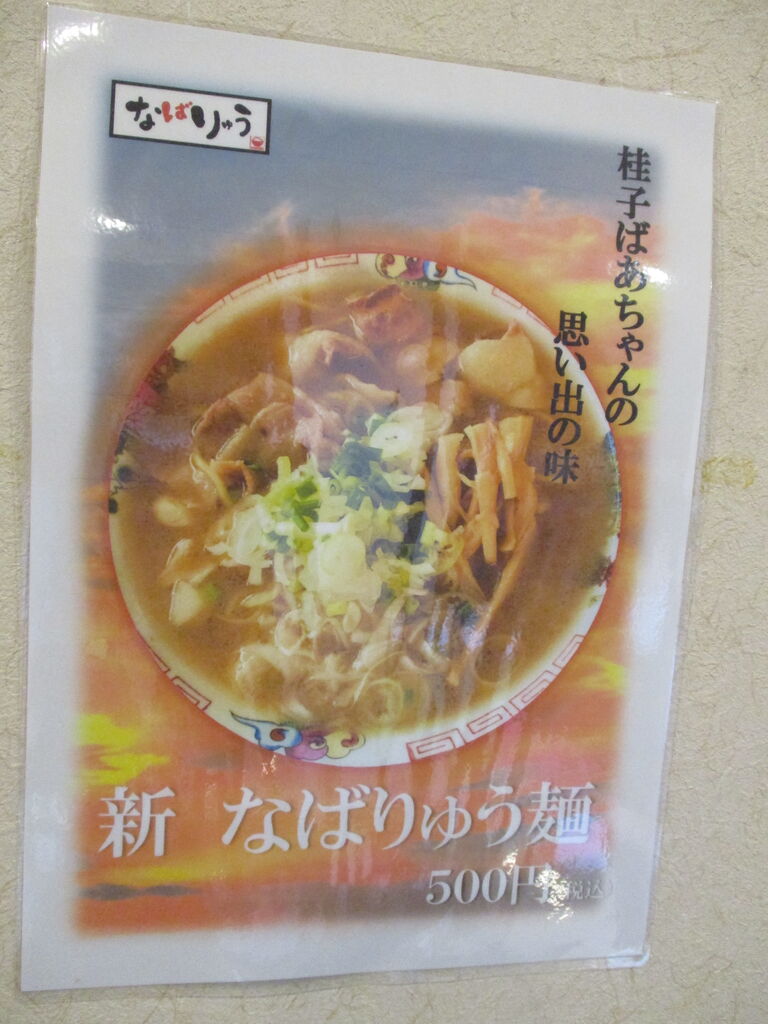 なばりゅう
桂子ばあちゃんの
思い出の味
新 なばりゅう麺
500円(税込)